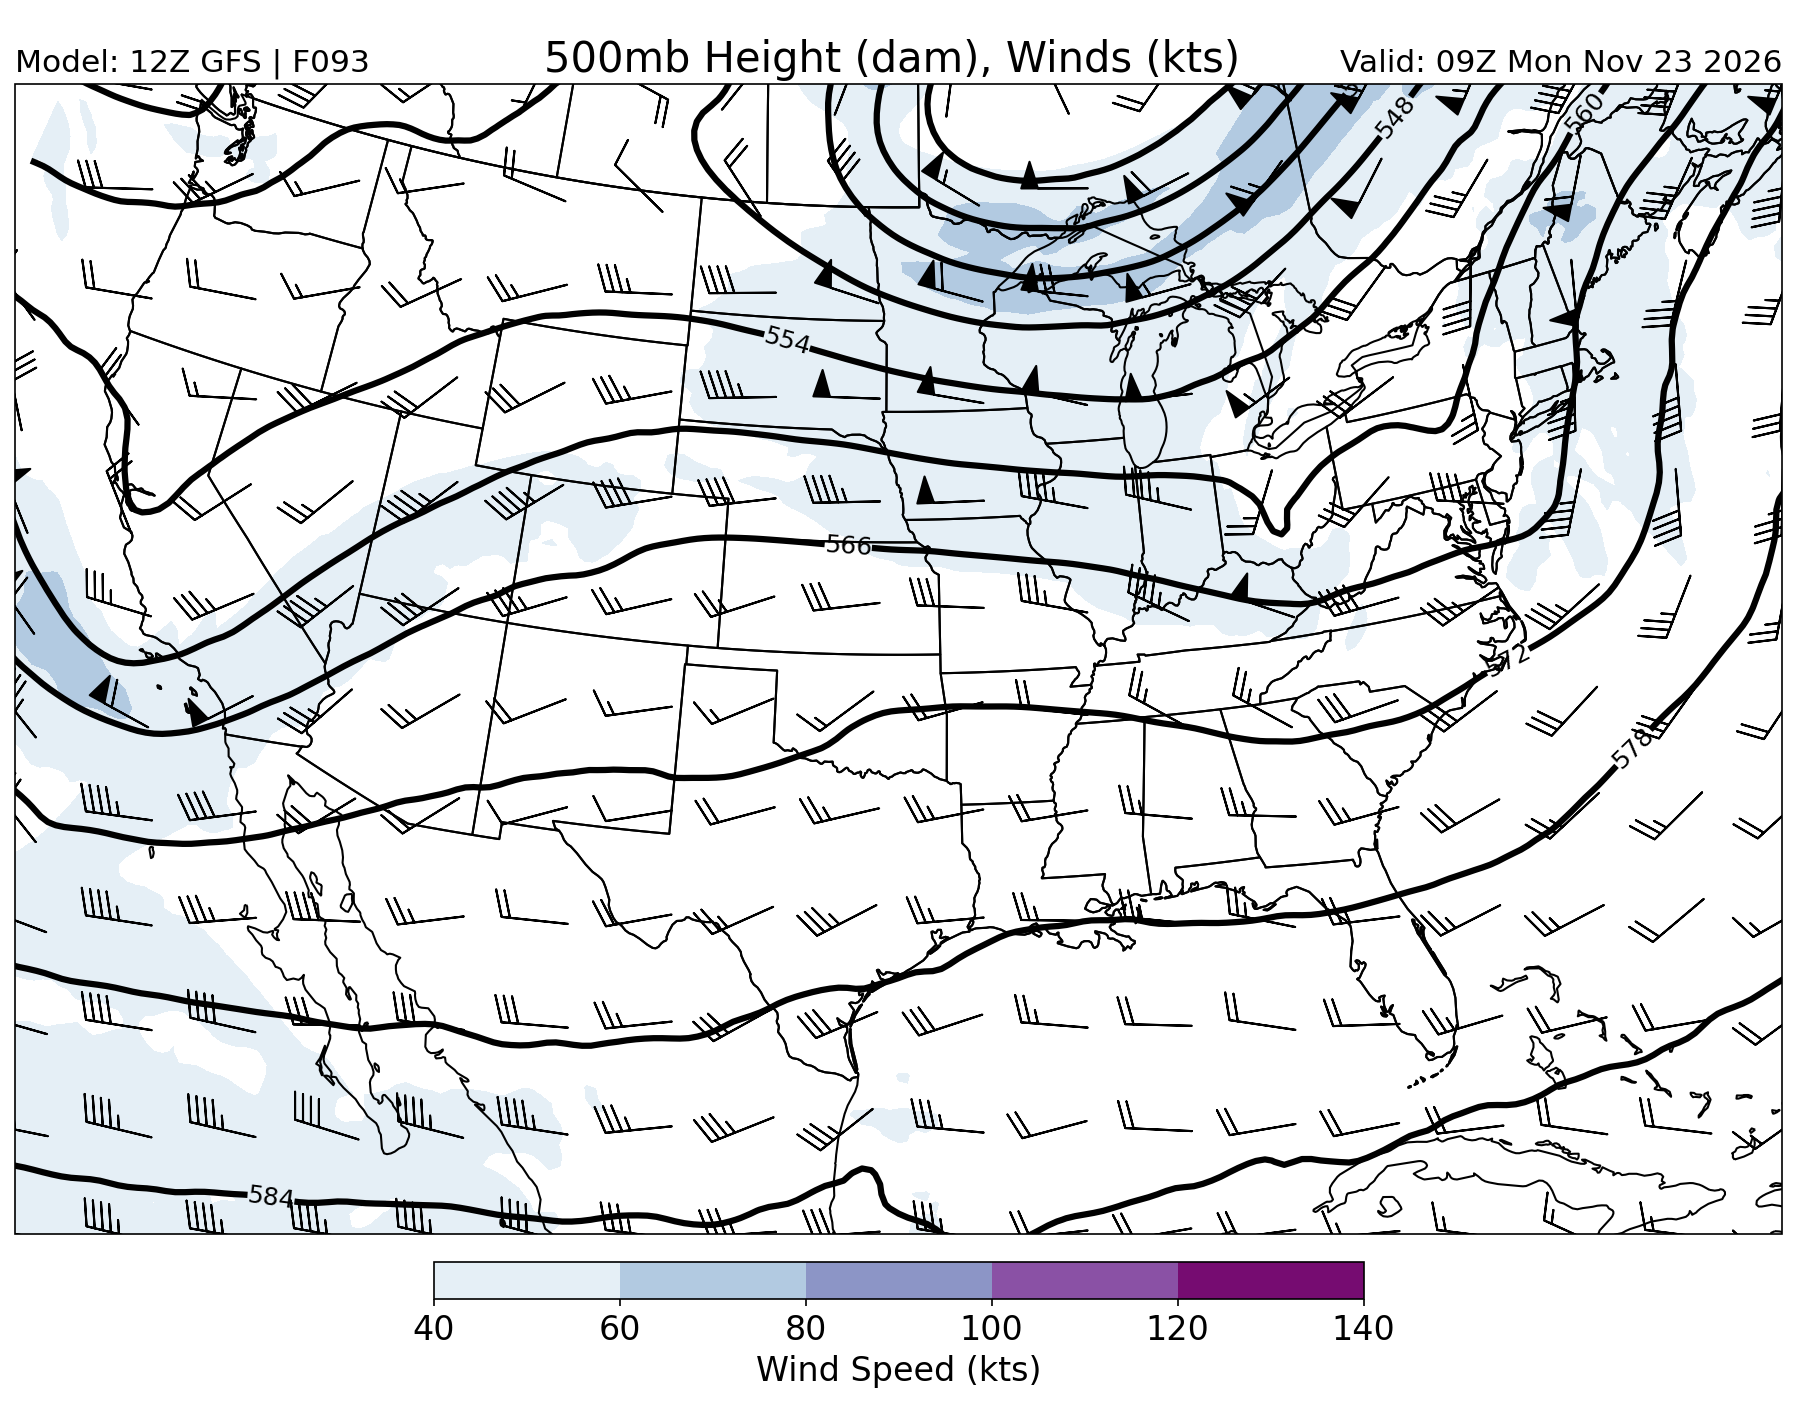 Model: 12Z GFS | F093
500mb Height (dam), Winds (kts)
Valid: 09Z Mon Nov 23 2026
548
560
554
566
578
584
40 60 80 100 120 140
Wind Speed (kts)